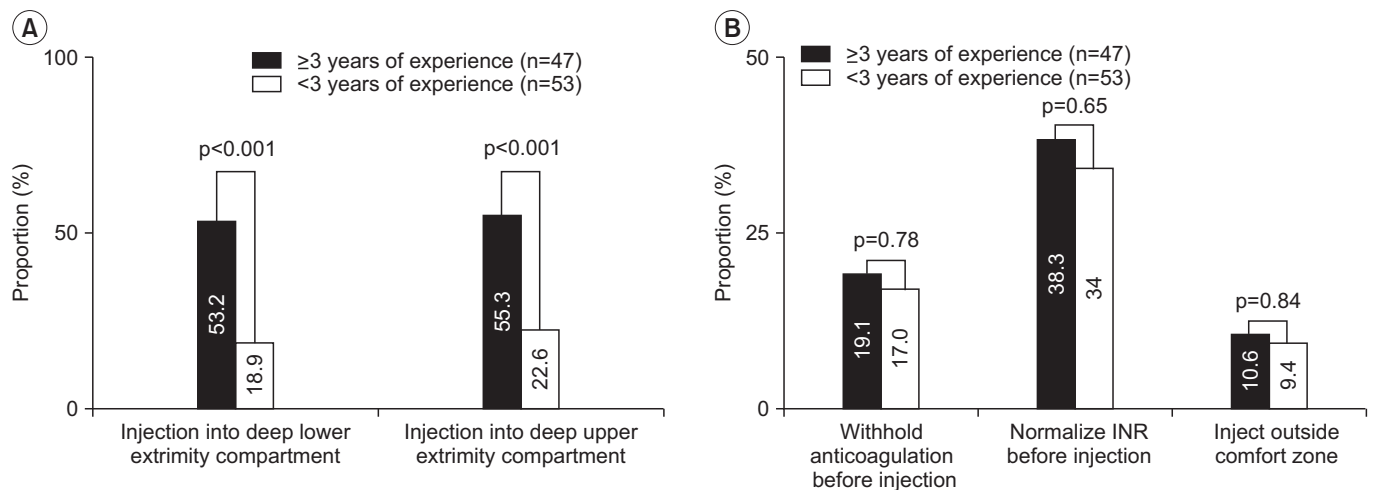 A
100
50
0
Proportion (%)
≥3 years of experience (n=47)
<3 years of experience (n=53)
p<0.001
53.2
18.9
p<0.001
55.3
22.6
Injection into deep lower
extrimity compartment
Injection into deep upper
extrimity compartment
B
50
25
0
Proportion (%)
≥3 years of experience (n=47)
<3 years of experience (n=53)
p=0.78
19.1
17.0
p=0.65
38.3
34
p=0.84
10.6
9.4
Withhold
anticoagulation
before injection
Normalize INR
before injection
Inject outside
comfort zone